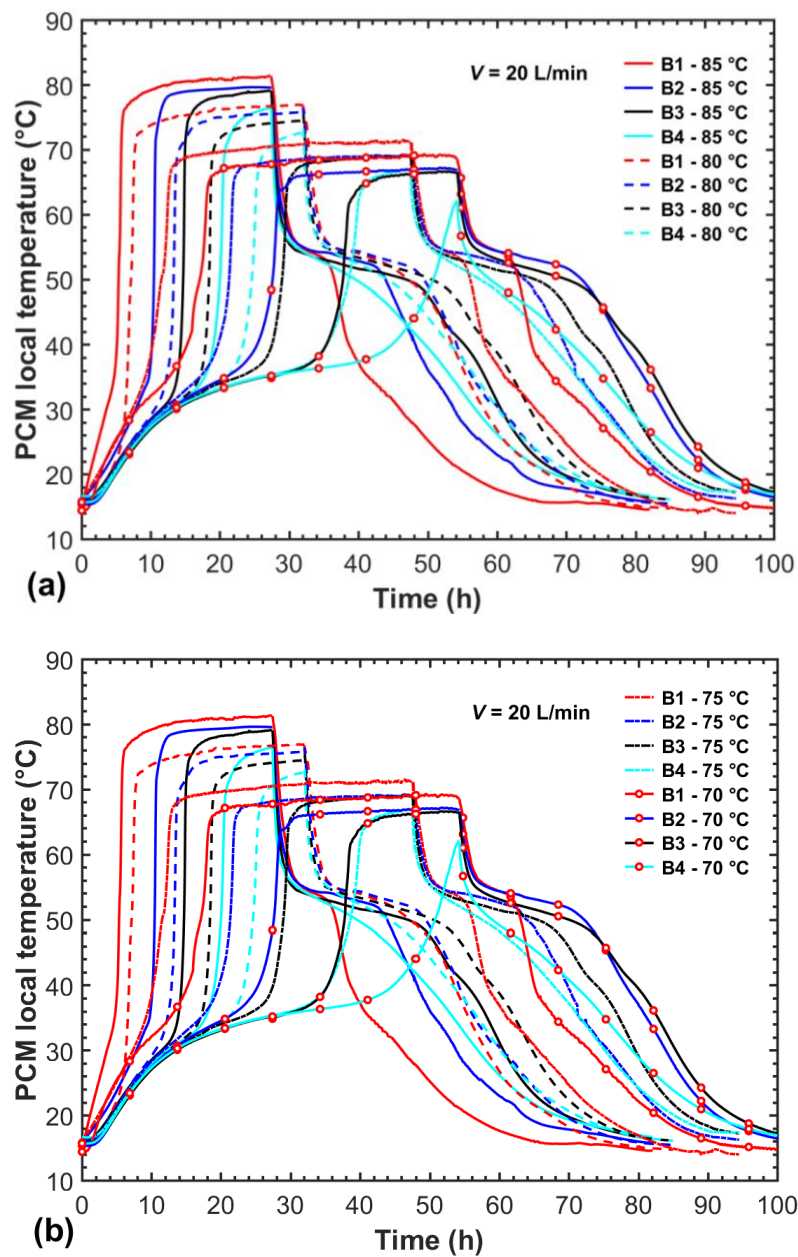 90
80
70
60
50
40
30
20
10
PCM local temperature (°C)
V = 20 L/min
B1 - 85 °C
B2 - 85 °C
B3 - 85 °C
B4 - 85 °C
B1 - 80 °C
B2 - 80 °C
B3 - 80 °C
B4 - 80 °C
0 10 20 30 40 50 60 70 80 90 100
Time (h)
(a)
90
80
70
60
50
40
30
20
10
PCM local temperature (°C)
V = 20 L/min
B1 - 75 °C
B2 - 75 °C
B3 - 75 °C
B4 - 75 °C
B1 - 70 °C
B2 - 70 °C
B3 - 70 °C
B4 - 70 °C
0 10 20 30 40 50 60 70 80 90 100
Time (h)
(b)